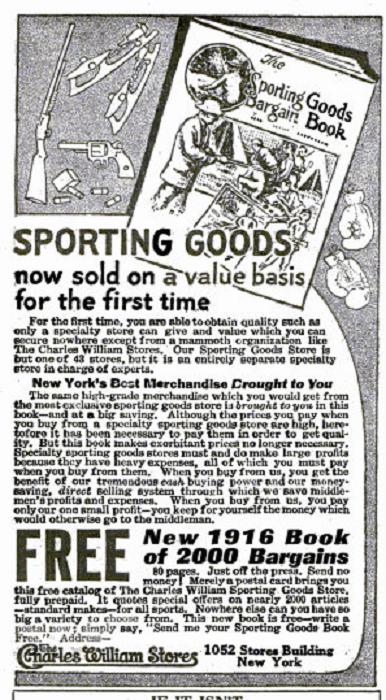 The
Sporting Goods
Bargain Book
SPORTING GOODS
now sold on a value basis
for the first time
For the first time, you are able to obtain quality such as
only a specialty store can give and value which you can
secure nowhere except from a mammoth organization like
The Charles William Stores. Our Sporting Goods Store is
but one of 43 stores, but it is an entirely separate specialty
store in charge of experts.
New York's Best Merchandise Brought to You
The same high-grade merchandise which you would get from
the most exclusive sporting goods store is brought to you in this
book—and at a big saving. Although the prices you pay when
you buy from a specialty sporting goods store are high, here-
tofore it has been necessary to pay them in order to get qual-
ity. But this book makes exorbitant prices no longer necessary.
Specialty sporting goods stores must and do make large profits
because they have heavy expenses, all of which you must pay
when you buy from them. When you buy from us, you get the
benefit of our tremendous cash buying power and our money-
saving, direct selling system through which we save middle-
men's profits and expenses. When you buy from us, you pay
only our one small profit—you keep for yourself the money which
would otherwise go to the middleman.
FREE New 1916 Book
of 2000 Bargains
80 pages. Just off the press. Send no
money! Merely a postal card brings you
this free catalog of The Charles William Sporting Goods Store,
fully prepaid. It quotes special offers on nearly 2000 articles
—standard makes—for all sports. Nowhere else can you have so
big a variety to choose from. This new book is free—write a
postal now; simply say, "Send me your Sporting Goods Book
Free." Address—
The Charles William Stores 1052 Stores Building
New York
IF IT ISN'T